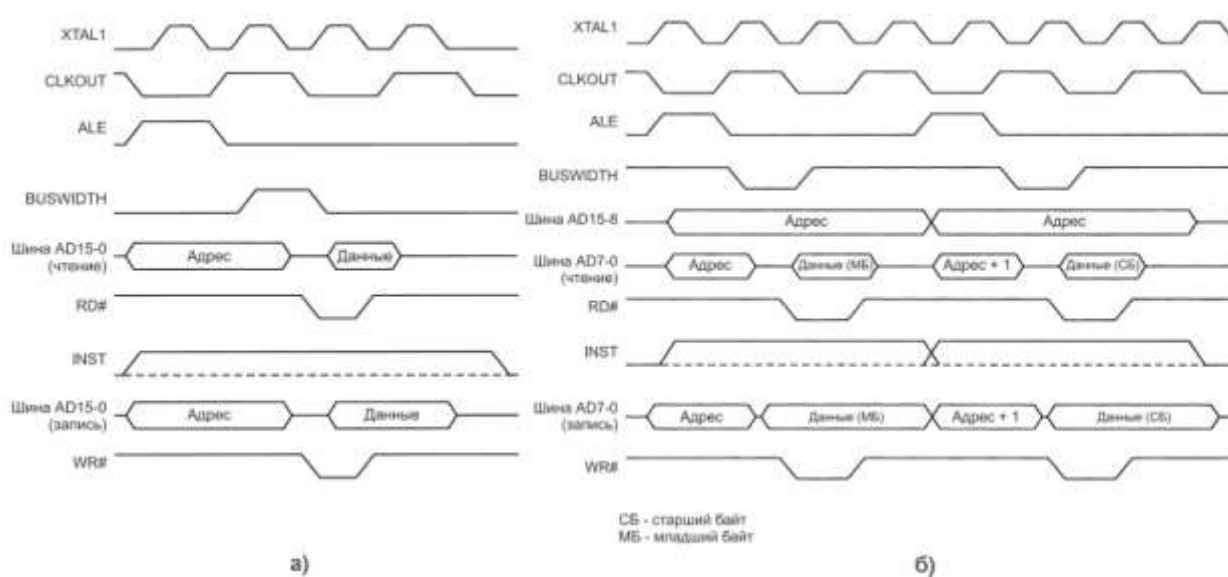 XTAL1
CLKOUT
ALE
BUSWIDTH
Шина AD15-0
(чтение)
Адрес
Данные
RD#
INST
Шина AD15-0
(запись)
Адрес
Данные
WR#
а)
XTAL1
CLKOUT
ALE
BUSWIDTH
Шина AD15-8
Адрес
Адрес
Шина AD7-0
(чтение)
Адрес
Данные (МБ)
Адрес + 1
Данные (СБ)
RD#
INST
Шина AD7-0
(запись)
Адрес
Данные (МБ)
Адрес + 1
Данные (СБ)
WR#
СБ - старший байт
МБ - младший байт
б)